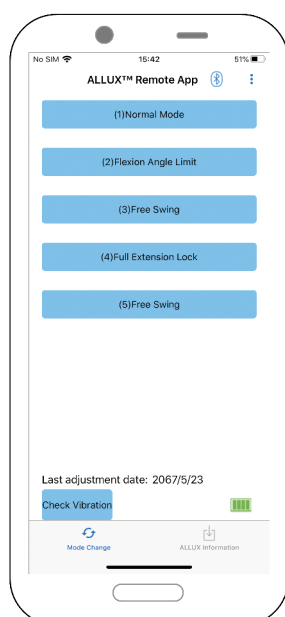 No SIM 15:42 51%
ALLUX™ Remote App
(1)Normal Mode
(2)Flexion Angle Limit
(3)Free Swing
(4)Full Extension Lock
(5)Free Swing
Last adjustment date: 2067/5/23
Check Vibration
Mode Change ALLUX Information